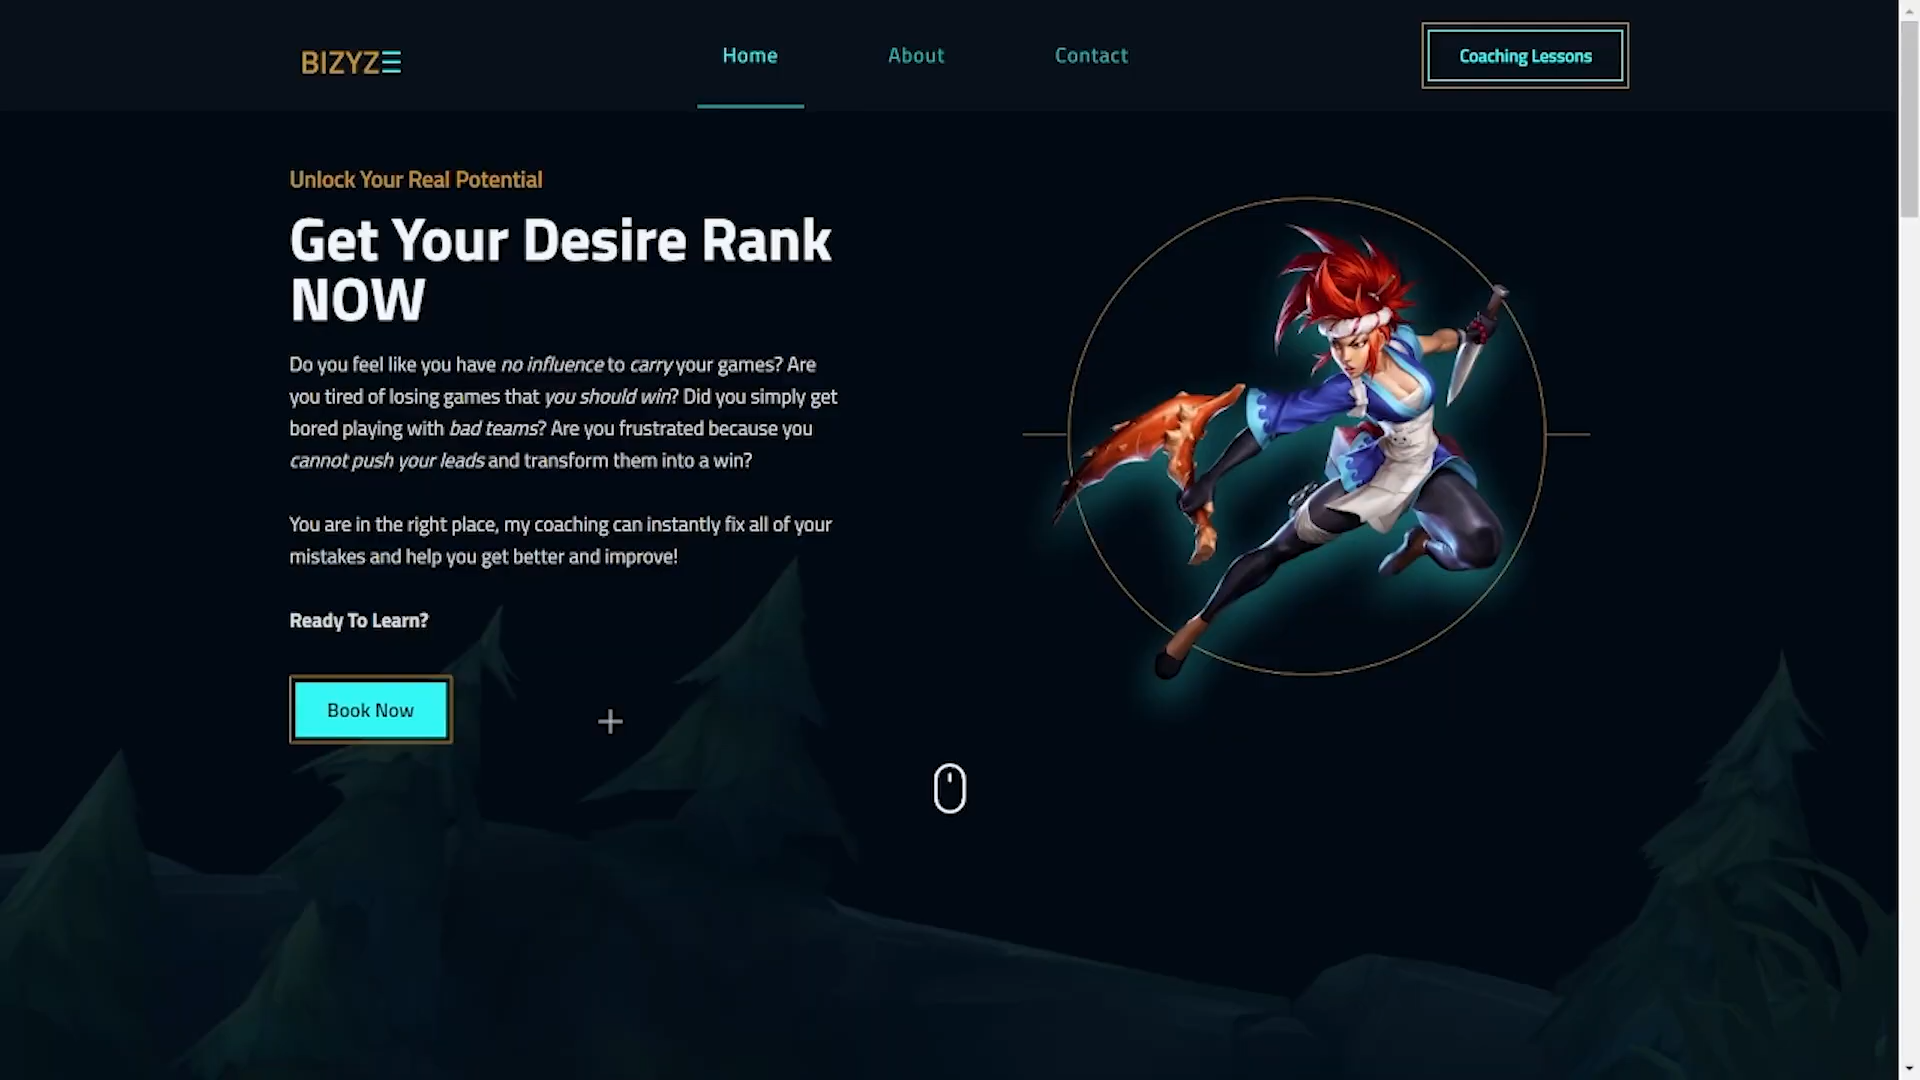 BIZYZΞ
Home
About
Contact
Coaching Lessons
Unlock Your Real Potential
Get Your Desire Rank
NOW
Do you feel like you have no influence to carry your games? Are
you tired of losing games that you should win? Did you simply get
bored playing with bad teams? Are you frustrated because you
cannot push your leads and transform them into a win?
You are in the right place, my coaching can instantly fix all of your
mistakes and help you get better and improve!
Ready To Learn?
Book Now